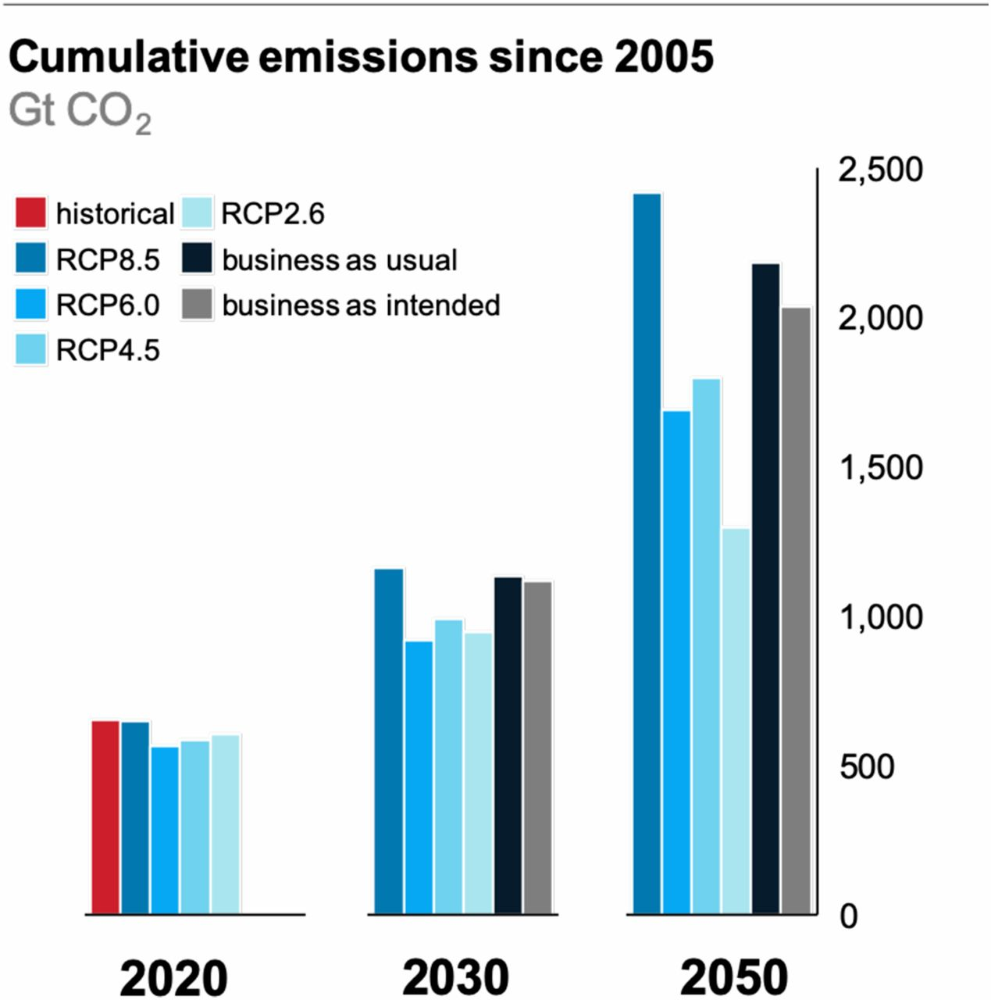 Cumulative emissions since 2005
Gt CO₂
historical
RCP8.5
RCP6.0
RCP4.5
RCP2.6
business as usual
business as intended
2,500
2,000
1,500
1,000
500
0
2020 2030 2050